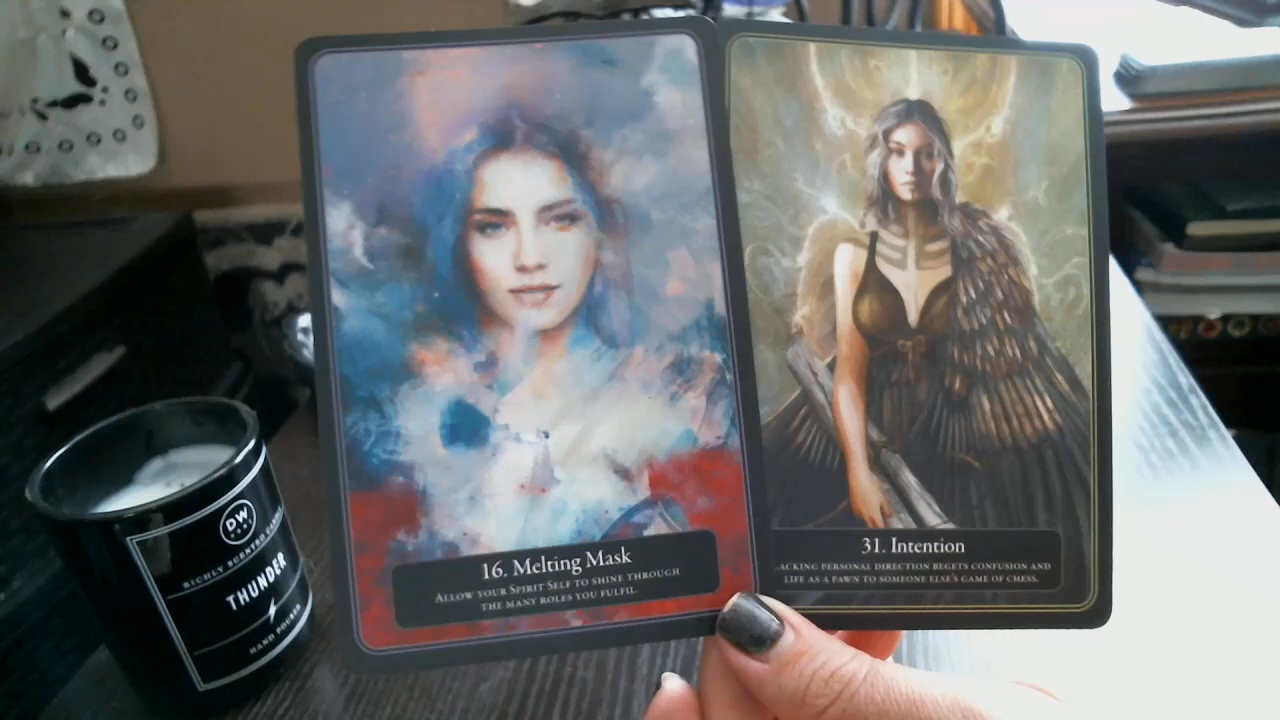 16. Melting Mask
Allow your Spirit Self to shine through
the many roles you fulfil.
31. Intention
acking personal direction begets confusion and
life as a pawn to someone else's game of chess.
DW
HOME
RICHLY SCENTED CANDLE
THUNDER
HAND POURED